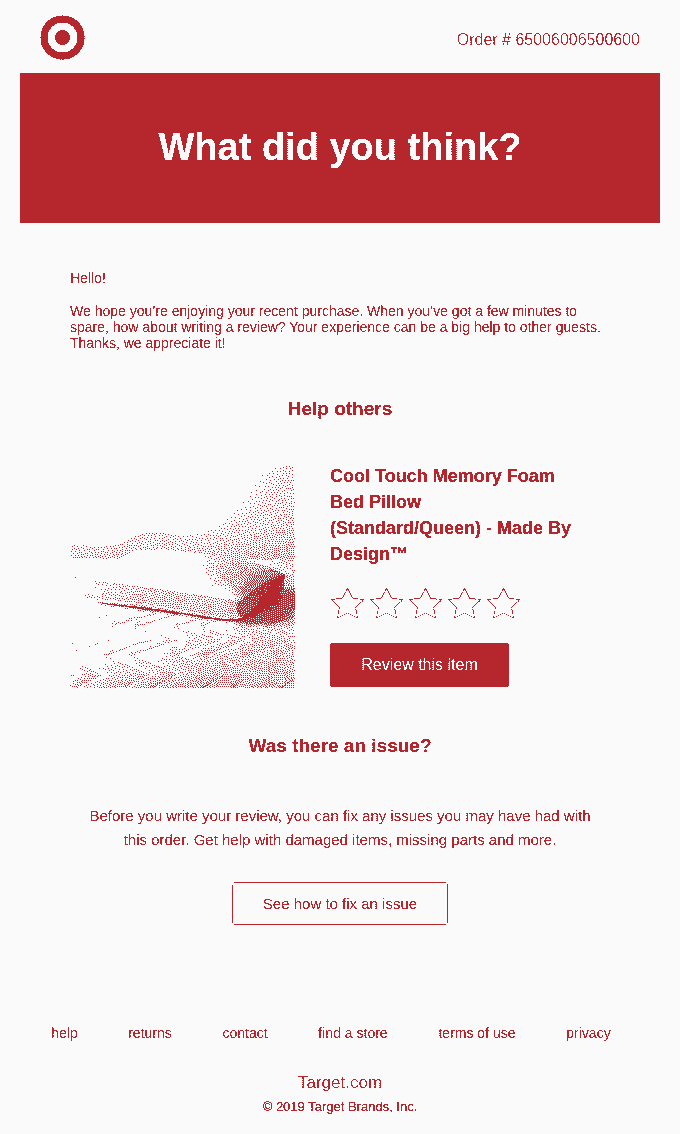 Order # 65006006500600
What did you think?
Hello!
We hope you're enjoying your recent purchase. When you've got a few minutes to
spare, how about writing a review? Your experience can be a big help to other guests.
Thanks, we appreciate it!
Help others
Cool Touch Memory Foam
Bed Pillow
(Standard/Queen) - Made By
Design™
Review this item
Was there an issue?
Before you write your review, you can fix any issues you may have had with
this order. Get help with damaged items, missing parts and more.
See how to fix an issue
help returns contact find a store terms of use privacy
Target.com
© 2019 Target Brands, Inc.